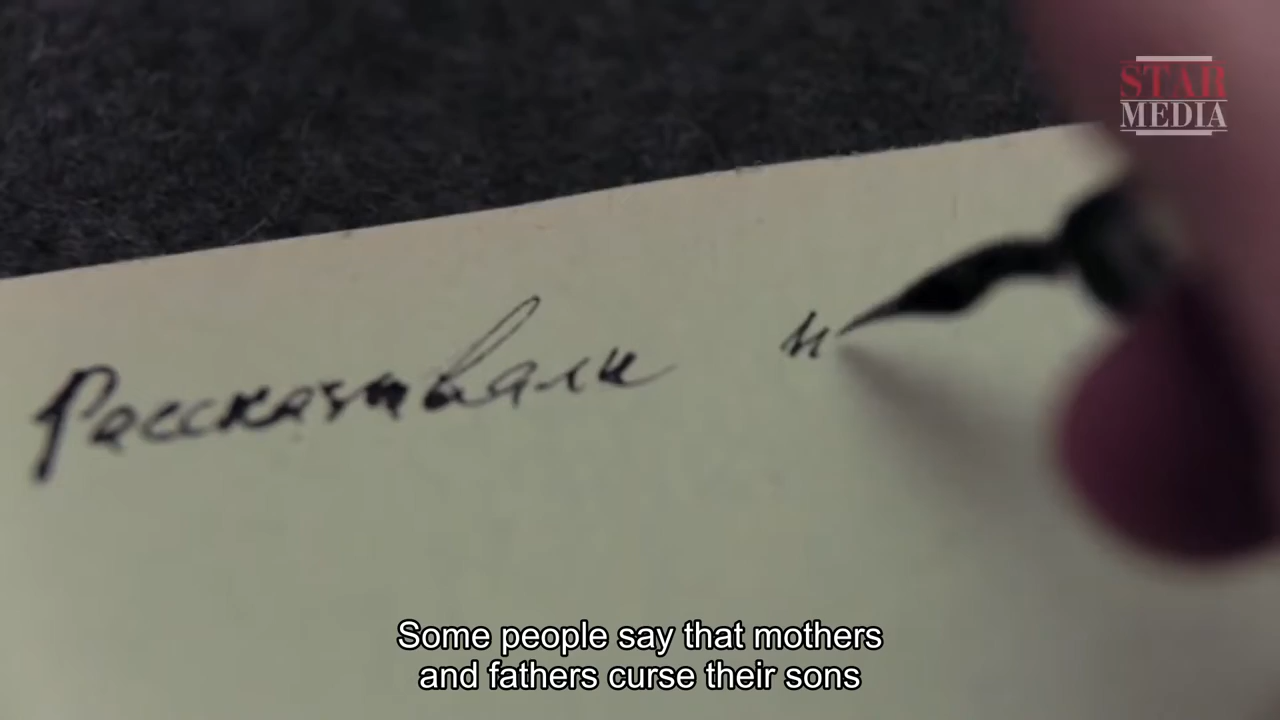 STAR
MEDIA
Рассказывали н
Some people say that mothers
and fathers curse their sons